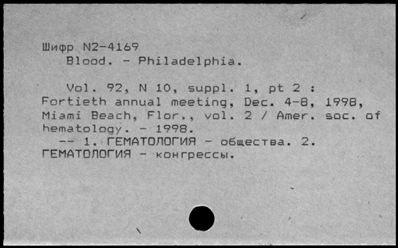 Шифр N2-4169
Blood. - Philadelphia.
Vol. 92, N 10, suppl. 1, pt 2 :
Fortieth annual meeting, Dec. 4-8, 1998,
Miami Beach, Flor., vol. 2 / Amer. soc. of
hematology. - 1998.
-- 1. ГЕМАТОЛОГИЯ - общества. 2.
ГЕМАТОЛОГИЯ - конгрессы.